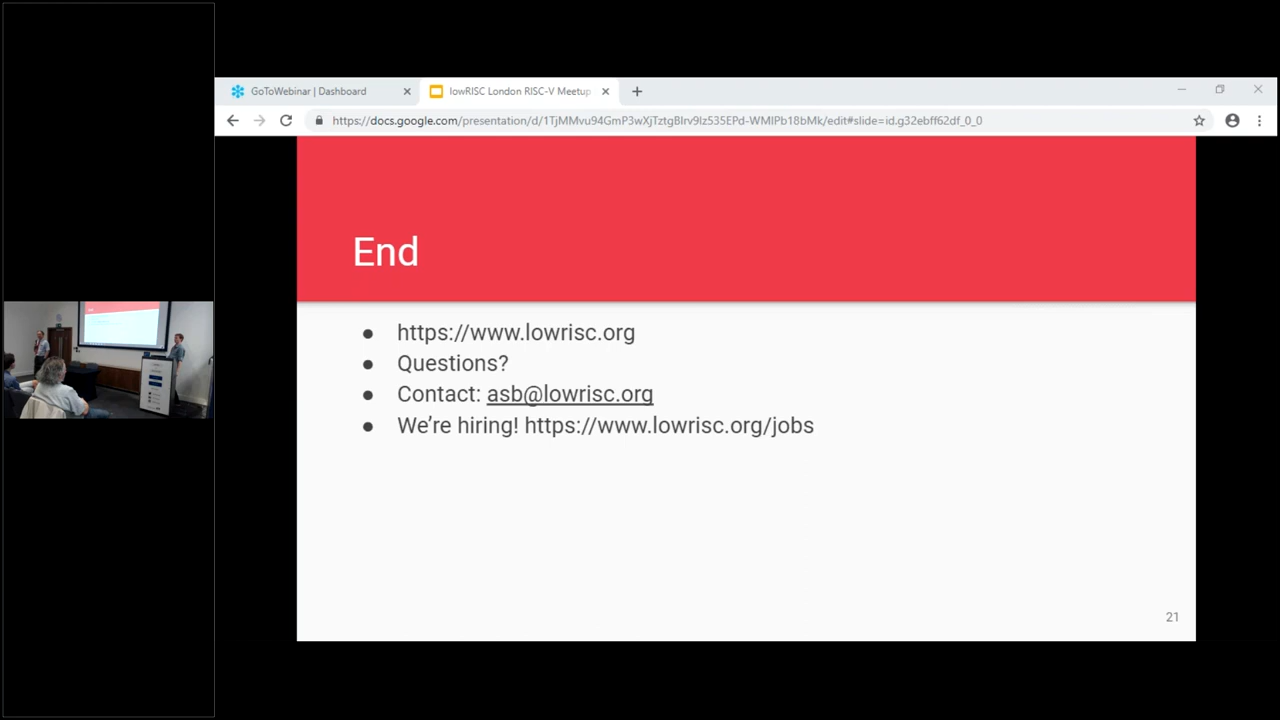 GoToWebinar | Dashboard
lowRISC London RISC-V Meetup
https://docs.google.com/presentation/d/1TjMMvu94GmP3wXjTztgBIrv9Iz535EPd-WMIPb18bMk/edit#slide=id.g32ebff62df_0_0
End
● https://www.lowrisc.org
● Questions?
● Contact: asb@lowrisc.org
● We're hiring! https://www.lowrisc.org/jobs
21